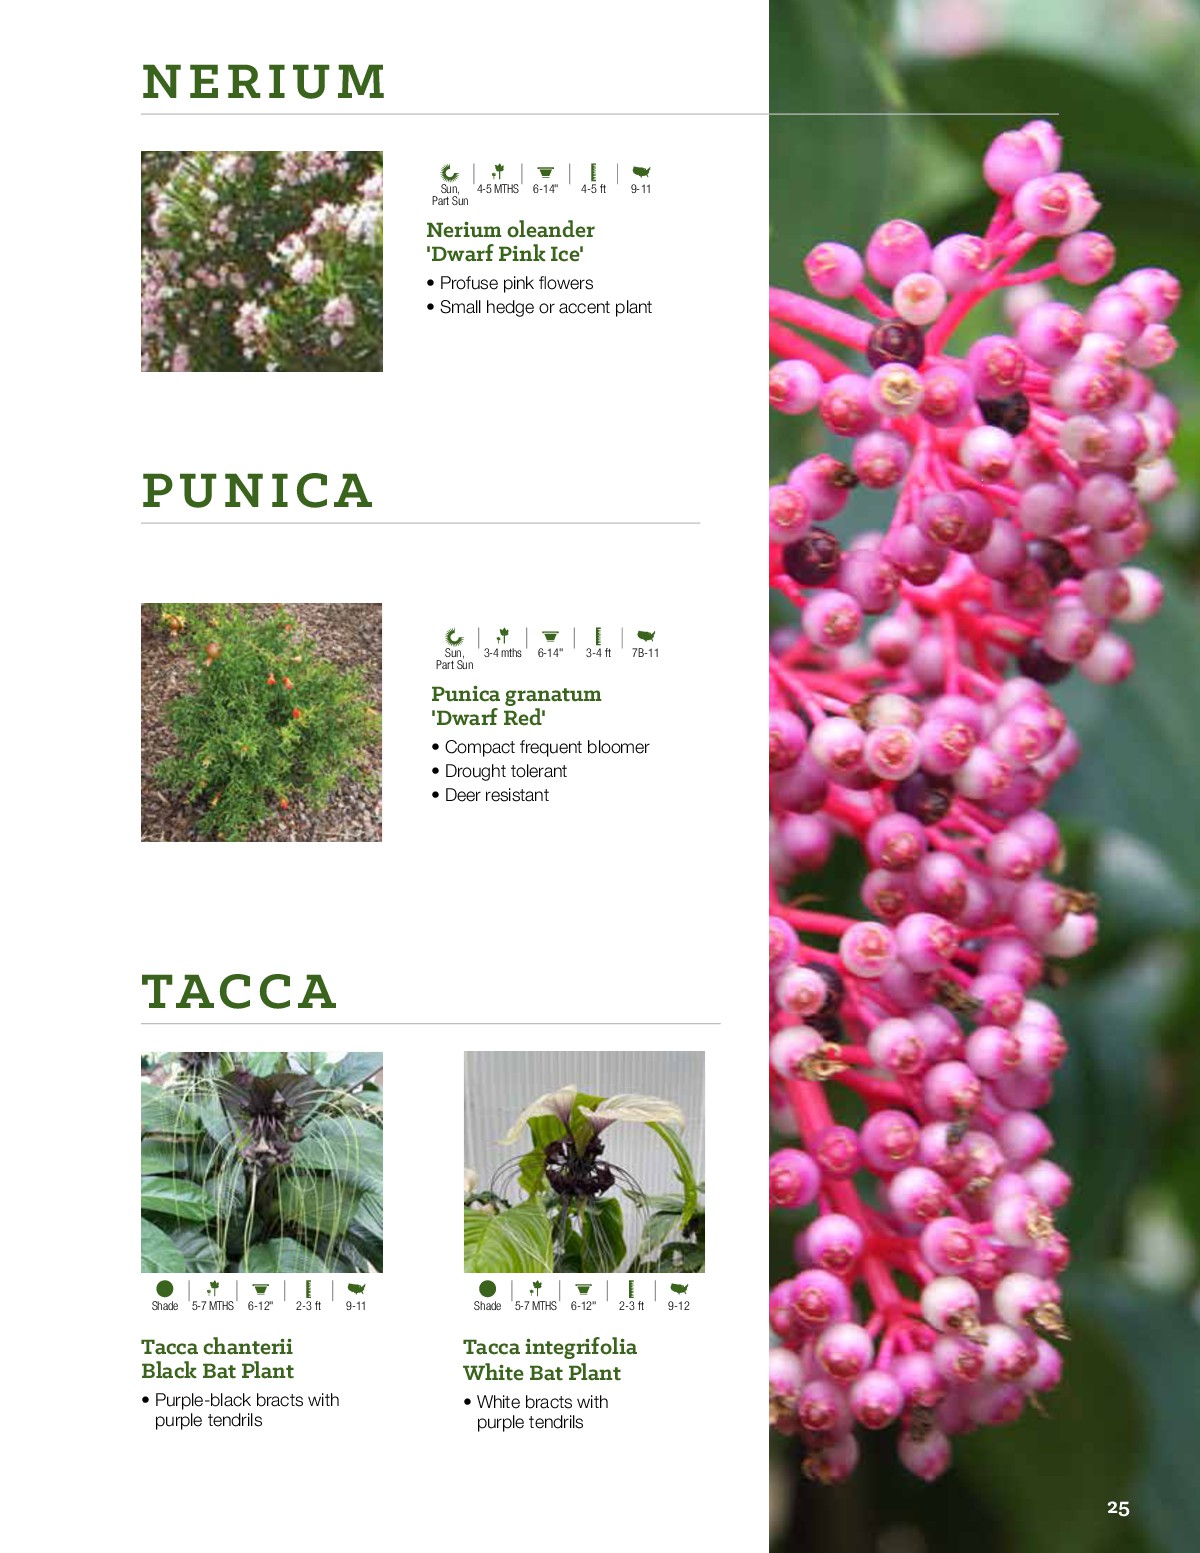 NERIUM
Sun,
Part Sun
4-5 MTHS
6-14"
4-5 ft
9-11
Nerium oleander
'Dwarf Pink Ice'
• Profuse pink flowers
• Small hedge or accent plant
PUNICA
Sun,
Part Sun
3-4 mths
6-14"
3-4 ft
7B-11
Punica granatum
'Dwarf Red'
• Compact frequent bloomer
• Drought tolerant
• Deer resistant
TACCA
Shade
5-7 MTHS
6-12"
2-3 ft
9-11
Tacca chanterii
Black Bat Plant
• Purple-black bracts with
purple tendrils
Shade
5-7 MTHS
6-12"
2-3 ft
9-12
Tacca integrifolia
White Bat Plant
• White bracts with
purple tendrils
25